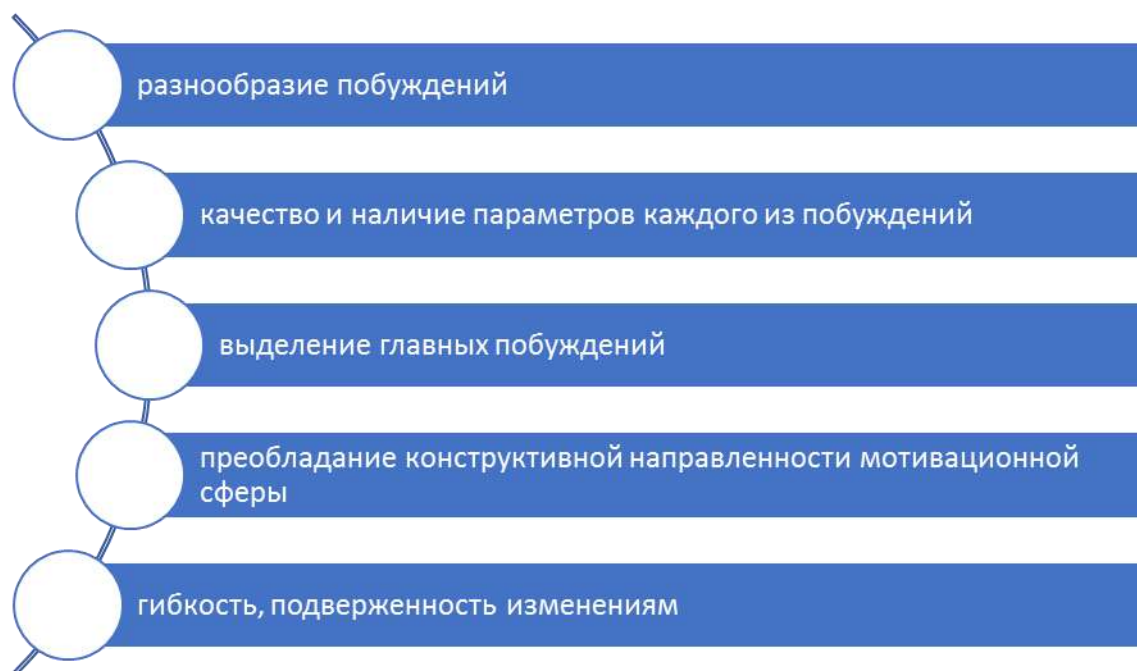 разнообразие побуждений
качество и наличие параметров каждого из побуждений
выделение главных побуждений
преобладание конструктивной направленности мотивационной
сферы
гибкость, подверженность изменениям